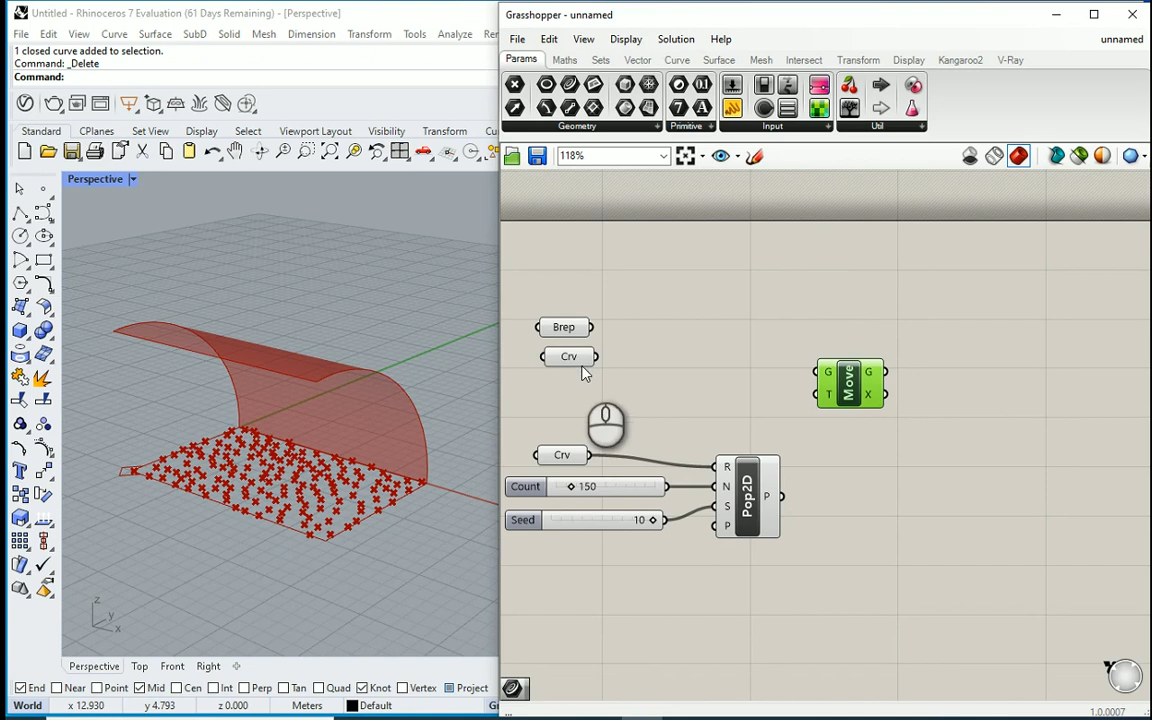 Untitled - Rhinoceros 7 Evaluation (61 Days Remaining) - [Perspective]
File Edit View Curve Surface SubD Solid Mesh Dimension Transform Tools Analyze
1 closed curve added to selection.
Command: _Delete
Command:
Standard CPlanes Set View Display Select Viewport Layout Visibility Transform
Perspective
z
y
x
Perspective Top Front Right
End Near Point Mid Cen Int Perp Tan Quad Knot Vertex Project
World x 12.930 y 4.793 z 0.000 Meters Default
Grasshopper - unnamed
File Edit View Display Solution Help unnamed
Params Maths Sets Vector Curve Surface Mesh Intersect Transform Display Kangaroo2 V-Ray
Geometry Primitive Input Util
118%
Brep
Crv
G Move G
T X
Crv
Count 150
Seed 10
R
N
S
P
Pop2D
P
...
1.0.0007